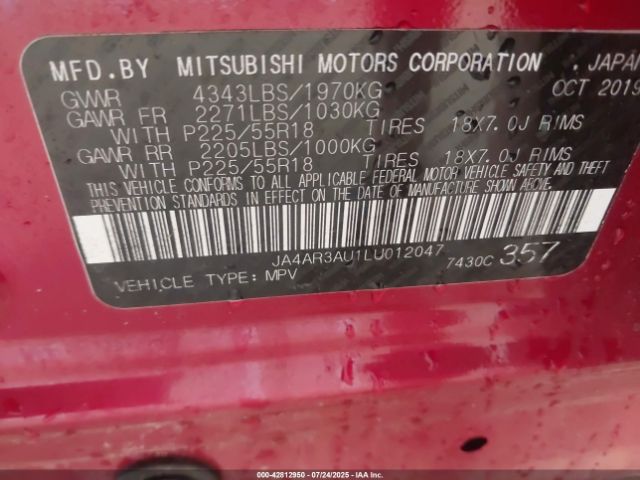 MFD.BY MITSUBISHI MOTORS CORPORATION . JAPAN
GVWR 4343LBS/1970KG OCT 2019
GAWR FR 2271LBS/1030KG
WITH P225/55R18 TIRES 18X7.0J RIMS
GAWR RR 2205LBS/1000KG
WITH P225/55R18 TIRES 18X7.0J RIMS
THIS VEHICLE CONFORMS TO ALL APPLICABLE FEDERAL MOTOR VEHICLE SAFETY AND THEFT
PREVENTION STANDARDS IN EFFECT ON THE DATE OF MANUFACTURE SHOWN ABOVE.
JA4AR3AU1LU012047 7430C 357
VEHICLE TYPE: MPV
000-42812950 - 07/24/2025 - IAAI.com